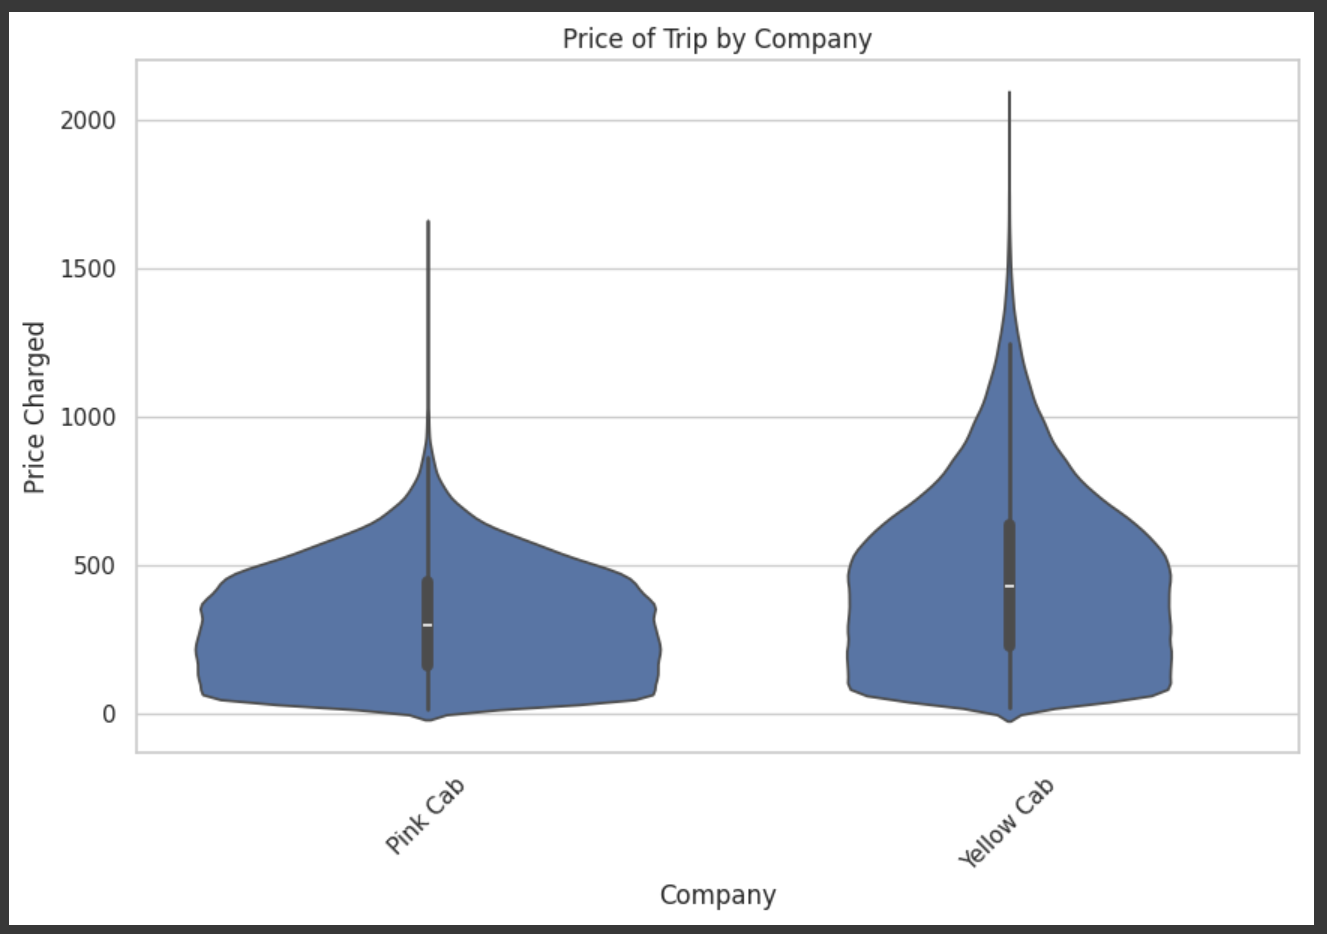 Price of Trip by Company
Price Charged
2000
1500
1000
500
0
Pink Cab
Yellow Cab
Company